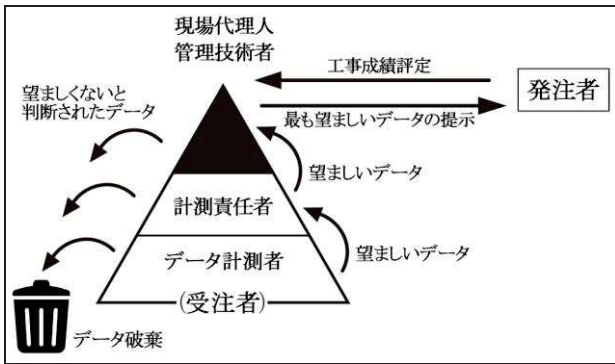 現場代理人
管理技術者
工事成績評定
発注者
望ましくないと
判断されたデータ
最も望ましいデータの提示
望ましいデータ
計測責任者
データ計測者
望ましいデータ
(受注者)
データ破棄